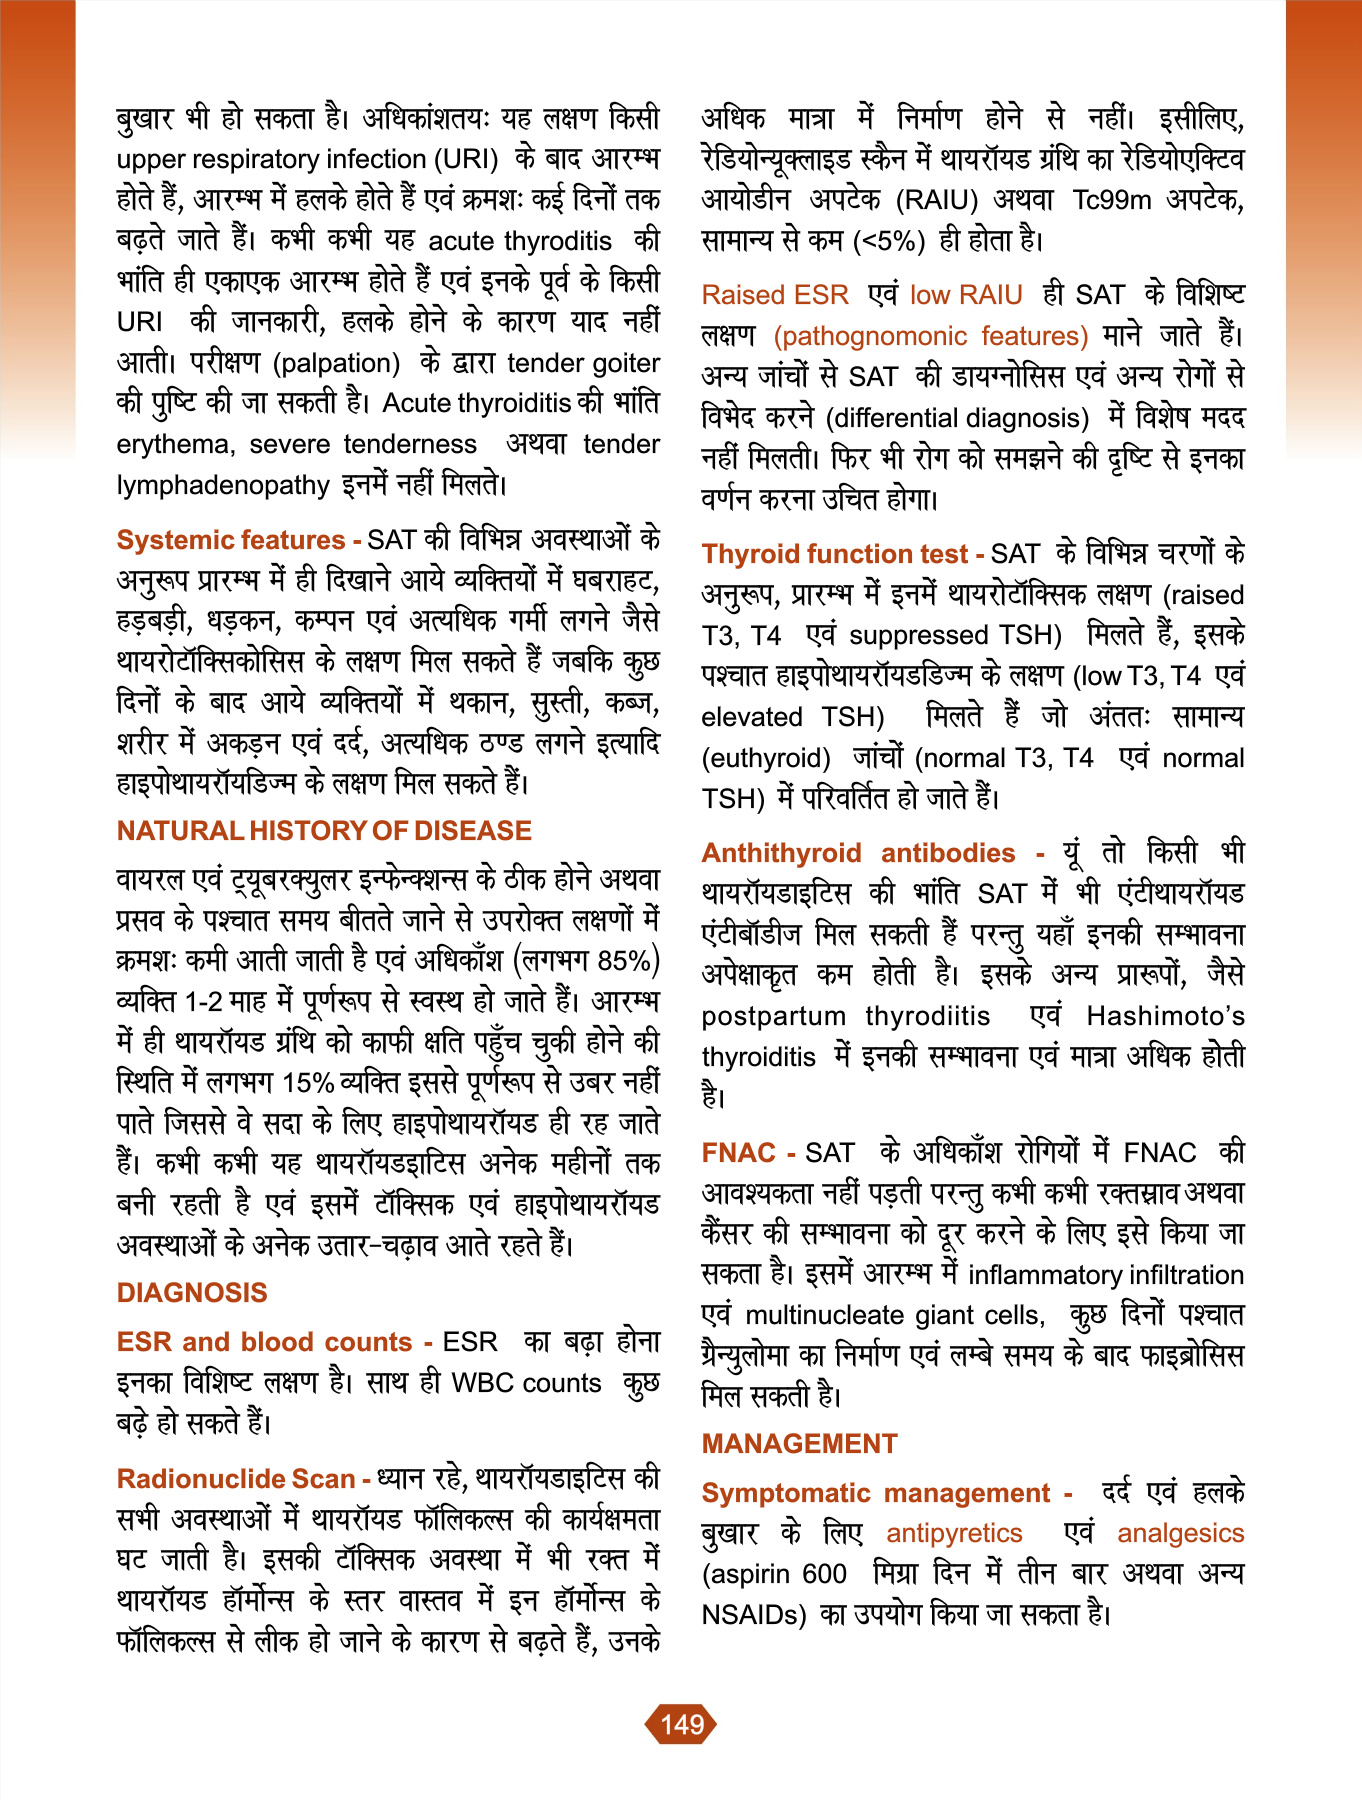 बुखार भी हो सकता है। अधिकांशतयः यह लक्षण किसी
upper respiratory infection (URI) के बाद आरम्भ
होते हैं, आरम्भ में हलके होते हैं एवं क्रमशः कई दिनों तक
बढ़ते जाते हैं। कभी कभी यह acute thyroditis की
भांति ही एकाएक आरम्भ होते हैं एवं इनके पूर्व के किसी
URI की जानकारी, हलके होने के कारण याद नहीं
आती। परीक्षण (palpation) के द्वारा tender goiter
की पुष्टि की जा सकती है। Acute thyroiditis की भांति
erythema, severe tenderness अथवा tender
lymphadenopathy इनमें नहीं मिलते।
Systemic features - SAT की विभिन्न अवस्थाओं के
अनुरूप प्रारम्भ में ही दिखाने आये व्यक्तियों में घबराहट,
हड़बड़ी, धड़कन, कम्पन एवं अत्यधिक गर्मी लगने जैसे
थायरोटॉक्सिकोसिस के लक्षण मिल सकते हैं जबकि कुछ
दिनों के बाद आये व्यक्तियों में थकान, सुस्ती, कब्ज,
शरीर में अकड़न एवं दर्द, अत्यधिक ठण्ड लगने इत्यादि
हाइपोथायरॉयडिज्म के लक्षण मिल सकते हैं।
NATURAL HISTORY OF DISEASE
वायरल एवं ट्यूबरक्युलर इन्फेन्क्शन्स के ठीक होने अथवा
प्रसव के पश्चात समय बीतते जाने से उपरोक्त लक्षणों में
क्रमशः कमी आती जाती है एवं अधिकाँश (लगभग 85%)
व्यक्ति 1-2 माह में पूर्णरूप से स्वस्थ हो जाते हैं। आरम्भ
में ही थायरॉयड ग्रंथि को काफी क्षति पहुँच चुकी होने की
स्थिति में लगभग 15% व्यक्ति इससे पूर्णरूप से उबर नहीं
पाते जिससे वे सदा के लिए हाइपोथायरॉयड ही रह जाते
हैं। कभी कभी यह थायरॉयडइाटिस अनेक महीनों तक
बनी रहती है एवं इसमें टॉक्सिक एवं हाइपोथायरॉयड
अवस्थाओं के अनेक उतार-चढ़ाव आते रहते हैं।
DIAGNOSIS
ESR and blood counts - ESR का बढ़ा होना
इनका विशिष्ट लक्षण है। साथ ही WBC counts कुछ
बढ़े हो सकते हैं।
Radionuclide Scan - ध्यान रहे, थायरॉयडाइटिस की
सभी अवस्थाओं में थायरॉयड फॉलिकल्स की कार्यक्षमता
घट जाती है। इसकी टॉक्सिक अवस्था में भी रक्त में
थायरॉयड हॉर्मोन्स के स्तर वास्तव में इन हॉर्मोन्स के
फॉलिकल्स से लीक हो जाने के कारण से बढ़ते हैं, उनके
अधिक मात्रा में निर्माण होने से नहीं। इसीलिए,
रेडियोन्यूक्लाइड स्कैन में थायरॉयड ग्रंथि का रेडियोएक्टिव
आयोडीन अपटेक (RAIU) अथवा Tc99m अपटेक,
सामान्य से कम (<5%) ही होता है।
Raised ESR एवं low RAIU ही SAT के विशिष्ट
लक्षण (pathognomonic features) माने जाते हैं।
अन्य जांचों से SAT की डायग्नोसिस एवं अन्य रोगों से
विभेद करने (differential diagnosis) में विशेष मदद
नहीं मिलती। फिर भी रोग को समझने की दृष्टि से इनका
वर्णन करना उचित होगा।
Thyroid function test - SAT के विभिन्न चरणों के
अनुरूप, प्रारम्भ में इनमें थायरोटॉक्सिक लक्षण (raised
T3, T4 एवं suppressed TSH) मिलते हैं, इसके
पश्चात हाइपोथायरॉयडडिज्म के लक्षण (low T3, T4 एवं
elevated TSH) मिलते हैं जो अंततः सामान्य
(euthyroid) जांचों (normal T3, T4 एवं normal
TSH) में परिवर्तित हो जाते हैं।
Anthithyroid antibodies - यूं तो किसी भी
थायरॉयडाइटिस की भांति SAT में भी एंटीथायरॉयड
एंटीबॉडीज मिल सकती हैं परन्तु यहाँ इनकी सम्भावना
अपेक्षाकृत कम होती है। इसके अन्य प्रारूपों, जैसे
postpartum thyrodiitis एवं Hashimoto’s
thyroiditis में इनकी सम्भावना एवं मात्रा अधिक होती
है।
FNAC - SAT के अधिकाँश रोगियों में FNAC की
आवश्यकता नहीं पड़ती परन्तु कभी कभी रक्तस्राव अथवा
कैंसर की सम्भावना को दूर करने के लिए इसे किया जा
सकता है। इसमें आरम्भ में inflammatory infiltration
एवं multinucleate giant cells, कुछ दिनों पश्चात
ग्रैन्युलोमा का निर्माण एवं लम्बे समय के बाद फाइब्रोसिस
मिल सकती है।
MANAGEMENT
Symptomatic management - दर्द एवं हलके
बुखार के लिए antipyretics एवं analgesics
(aspirin 600 मिग्रा दिन में तीन बार अथवा अन्य
NSAIDs) का उपयोग किया जा सकता है।
149